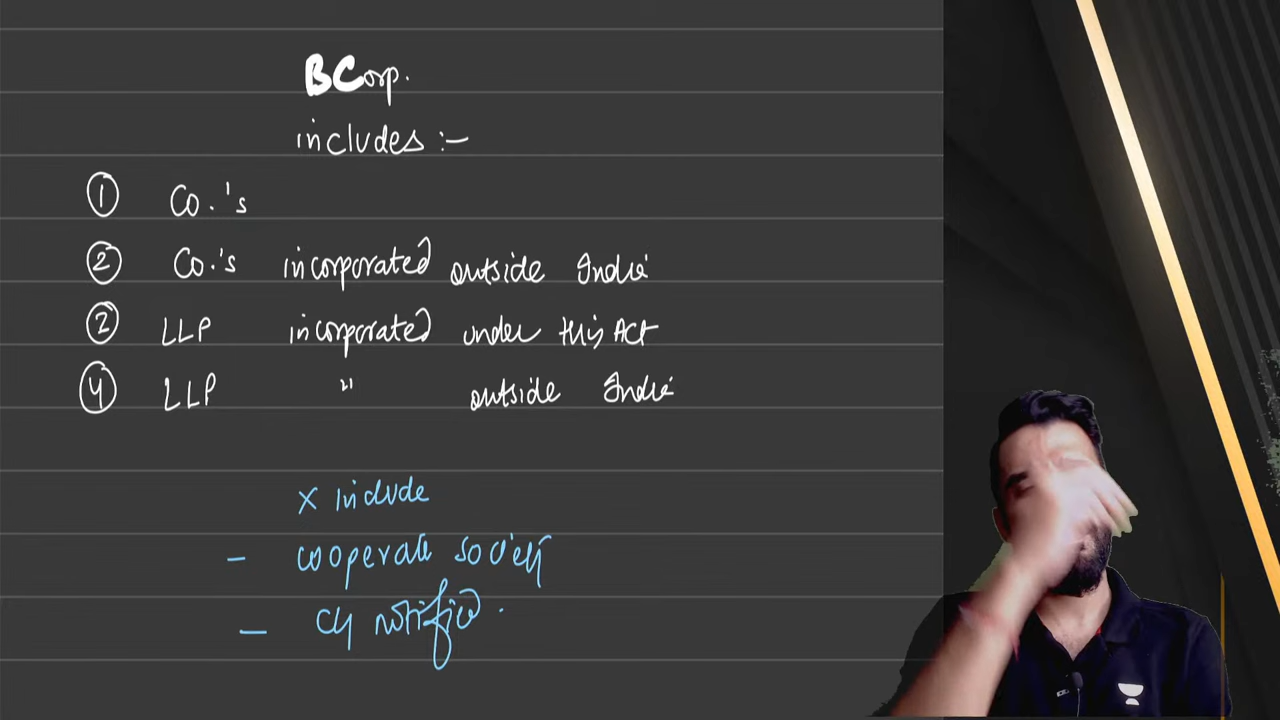 BCorp.
includes :-
① Co.'s
② Co.'s incorporated outside India
② LLP incorporated under this Act
④ LLP " outside India
x include
- cooperate society
- CG notified.